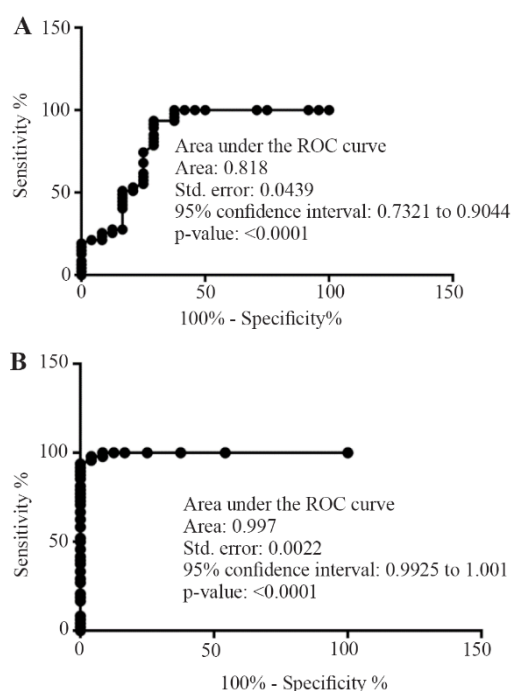 A
150
100
50
0
Sensitivity %
Area under the ROC curve
Area: 0.818
Std. error: 0.0439
95% confidence interval: 0.7321 to 0.9044
p-value: <0.0001
0 50 100 150
100% - Specificity%
B
150
100
50
0
Sensitivity %
Area under the ROC curve
Area: 0.997
Std. error: 0.0022
95% confidence interval: 0.9925 to 1.001
p-value: <0.0001
0 50 100 150
100% - Specificity %